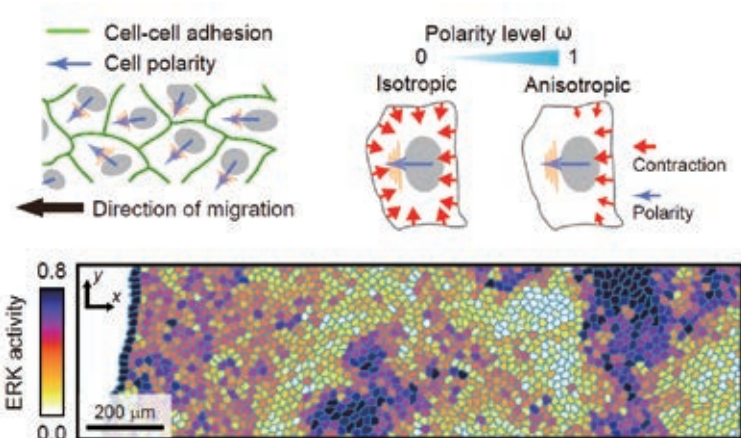 Cell-cell adhesion
Cell polarity
Direction of migration
Polarity level ω
0 1
Isotropic Anisotropic
Contraction
Polarity
0.8
ERK activity
0.0
y
x
200 μm